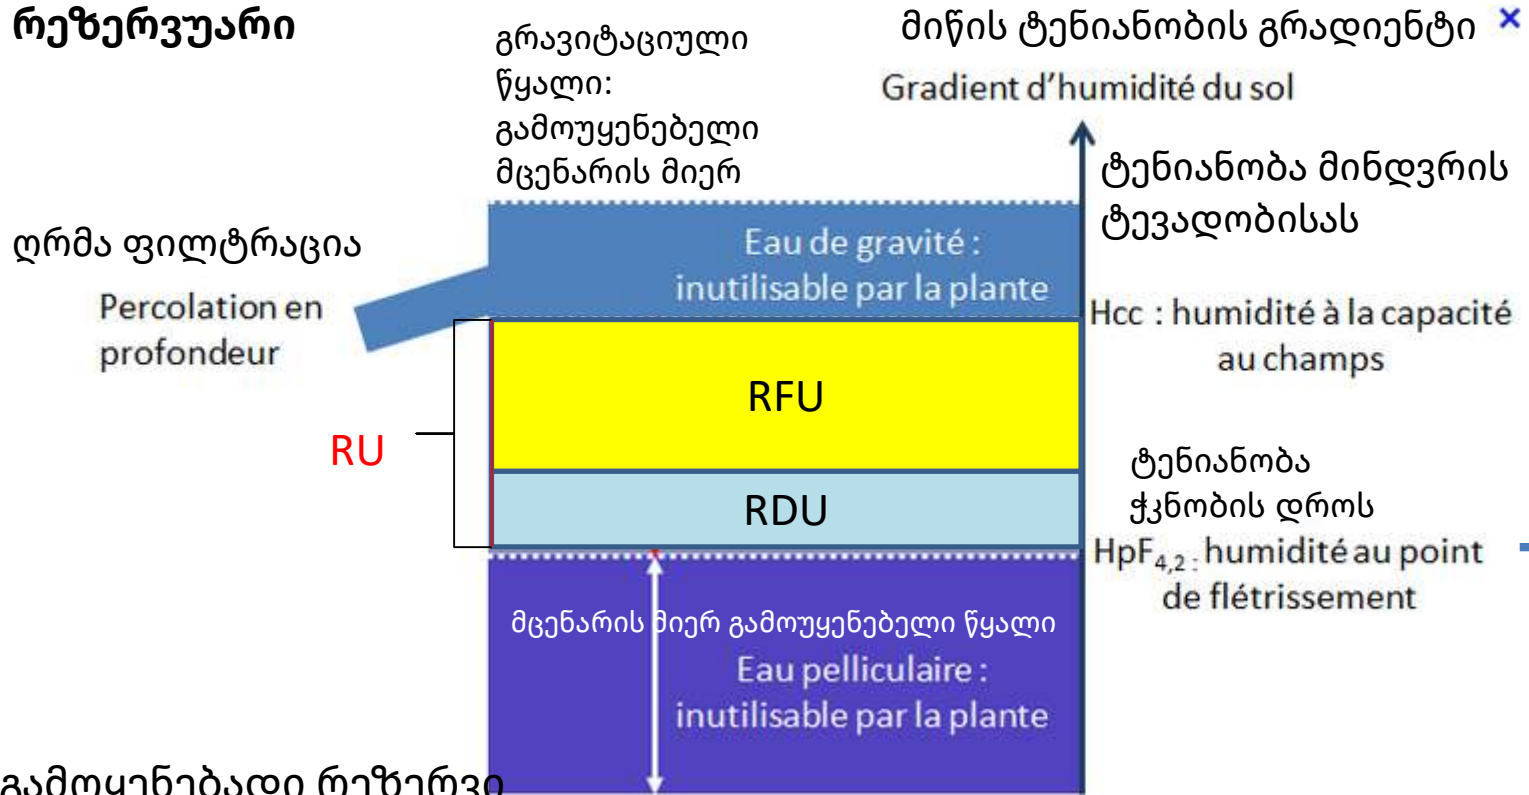 რეზერვუარი
გრავიტაციული
წყალი:
გამოუყენებელი
მცენარის მიერ
მიწის ტენიანობის გრადიენტი
Gradient d'humidité du sol
ტენიანობა მინდვრის
ტევადობისას
ღრმა ფილტრაცია
Percolation en
profondeur
Eau de gravité :
inutilisable par la plante
Hcc : humidité à la capacité
au champs
RFU
RU
RDU
ტენიანობა
ჭკნობის დროს
HpF4,2 : humidité au point
de flétrissement
მცენარის მიერ გამოუყენებელი წყალი
Eau pelliculaire :
inutilisable par la plante
გამოყენებადი რეზერვი